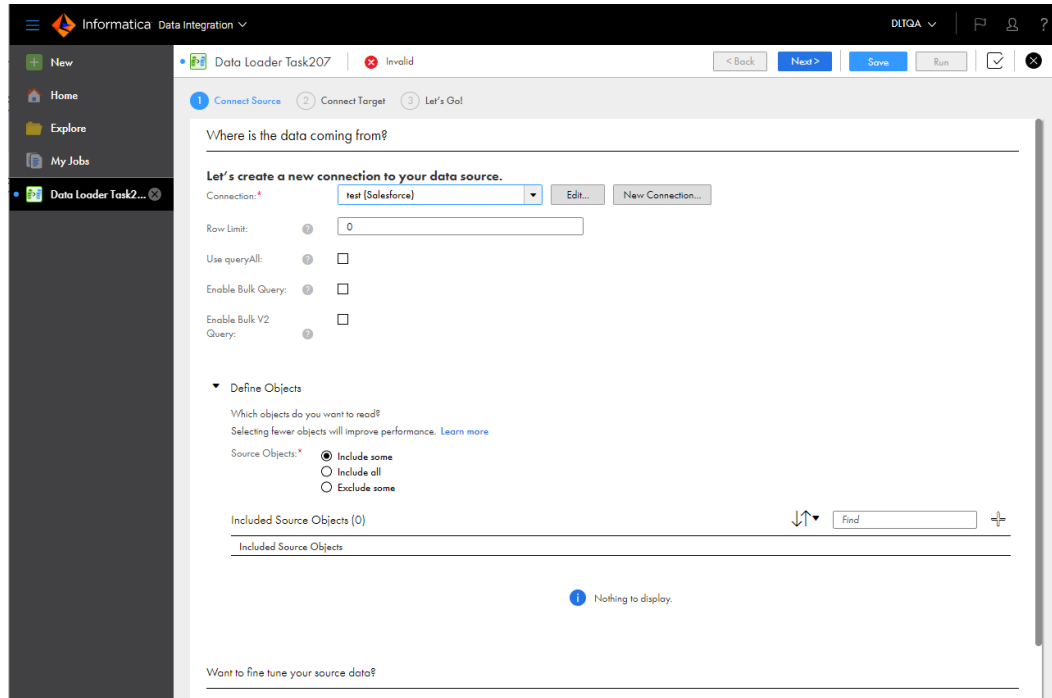 Informatica Data Integration
DLTQA
?
New
Home
Explore
My Jobs
Data Loader Task2...
Data Loader Task207
Invalid
< Back
Next >
Save
Run
1 Connect Source
2 Connect Target
3 Let's Go!
Where is the data coming from?
Let's create a new connection to your data source.
Connection:* test (Salesforce) Edit... New Connection...
Row Limit: ? 0
Use queryAll: ?
Enable Bulk Query: ?
Enable Bulk V2
Query: ?
Define Objects
Which objects do you want to read?
Selecting fewer objects will improve performance. Learn more
Source Objects:* Include some
Include all
Exclude some
Included Source Objects (0) Find
Included Source Objects
i Nothing to display.
Want to fine tune your source data?